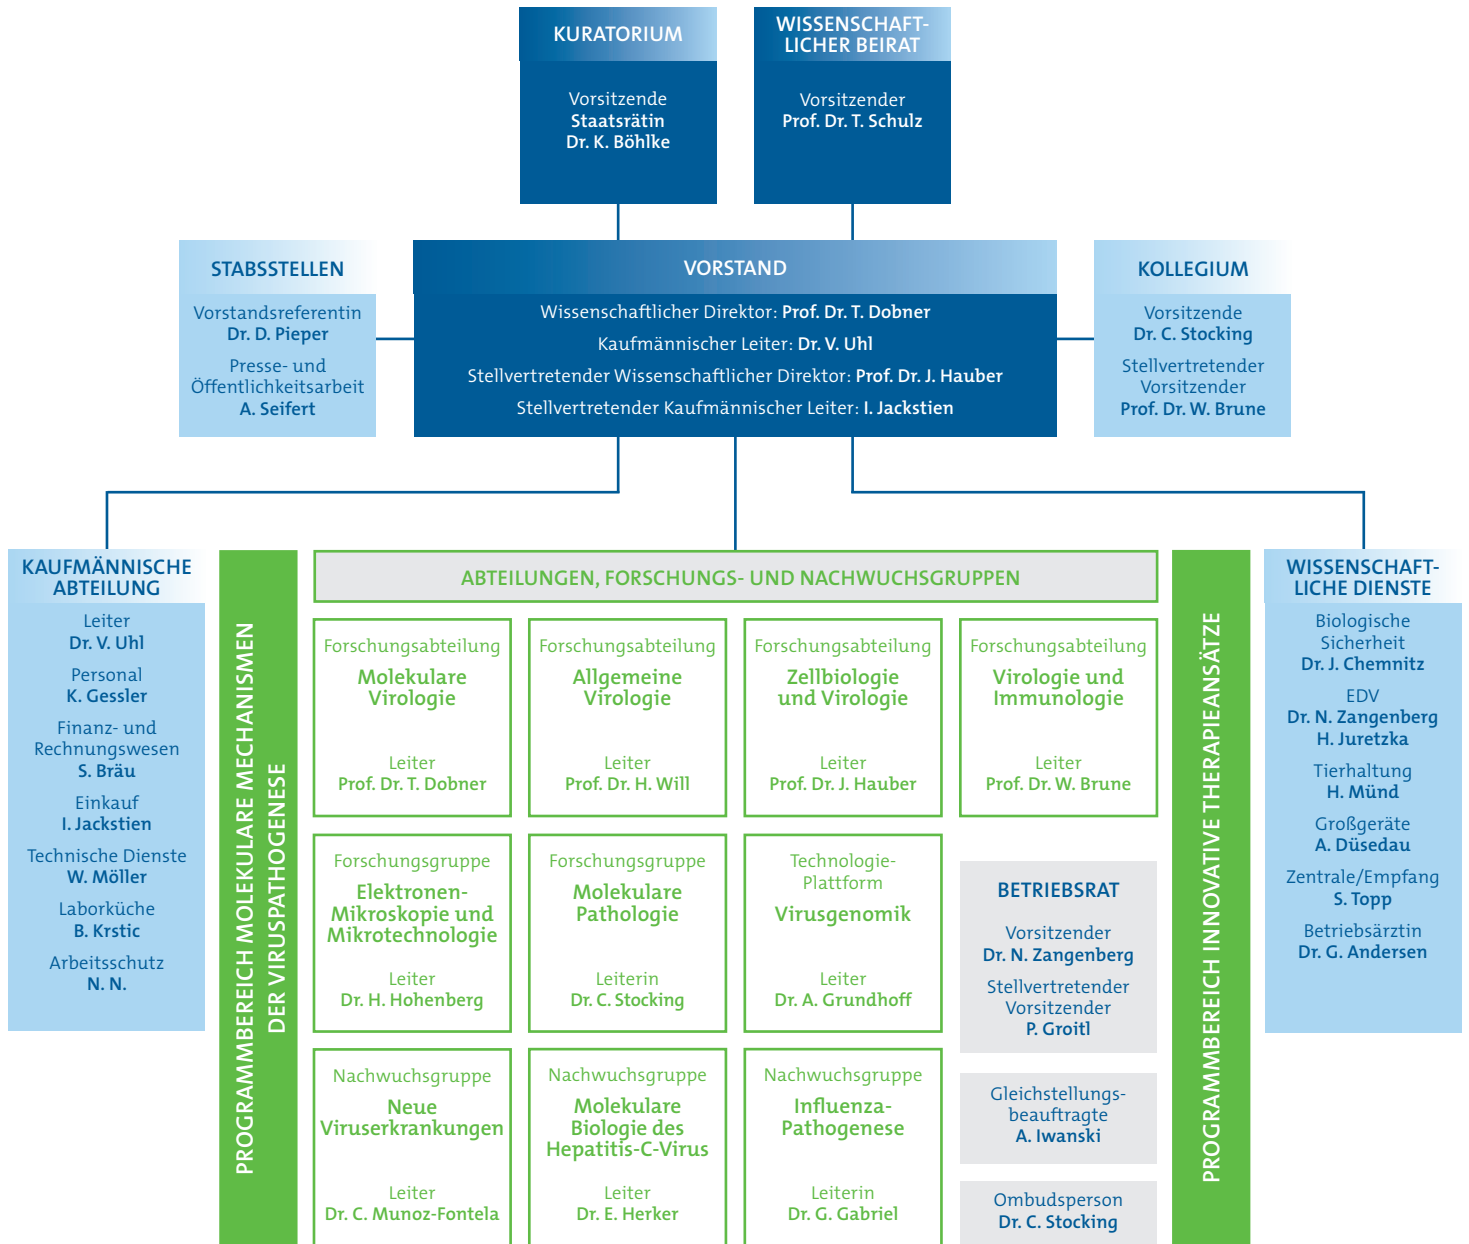 KURATORIUM
Vorsitzende
Staatsrätin
Dr. K. Böhlke
WISSENSCHAFT-
LICHER BEIRAT
Vorsitzender
Prof. Dr. T. Schulz
STABSSTELLEN
Vorstandsreferentin
Dr. D. Pieper
Presse- und
Öffentlichkeitsarbeit
A. Seifert
VORSTAND
Wissenschaftlicher Direktor: Prof. Dr. T. Dobner
Kaufmännischer Leiter: Dr. V. Uhl
Stellvertretender Wissenschaftlicher Direktor: Prof. Dr. J. Hauber
Stellvertretender Kaufmännischer Leiter: I. Jackstien
KOLLEGIUM
Vorsitzende
Dr. C. Stocking
Stellvertretender
Vorsitzender
Prof. Dr. W. Brune
KAUFMÄNNISCHE
ABTEILUNG
Leiter
Dr. V. Uhl
Personal
K. Gessler
Finanz- und
Rechnungswesen
S. Bräu
Einkauf
I. Jackstien
Technische Dienste
W. Möller
Laborküche
B. Krstic
Arbeitsschutz
N. N.
PROGRAMMBEREICH MOLEKULARE MECHANISMEN
DER VIRUSPATHOGENESE
ABTEILUNGEN, FORSCHUNGS- UND NACHWUCHSGRUPPEN
Forschungsabteilung
Molekulare
Virologie
Leiter
Prof. Dr. T. Dobner
Forschungsabteilung
Allgemeine
Virologie
Leiter
Prof. Dr. H. Will
Forschungsabteilung
Zellbiologie
und Virologie
Leiter
Prof. Dr. J. Hauber
Forschungsabteilung
Virologie und
Immunologie
Leiter
Prof. Dr. W. Brune
Forschungsgruppe
Elektronen-
Mikroskopie und
Mikrotechnologie
Leiter
Dr. H. Hohenberg
Forschungsgruppe
Molekulare
Pathologie
Leiterin
Dr. C. Stocking
Technologie-
Plattform
Virusgenomik
Leiter
Dr. A. Grundhoff
BETRIEBSRAT
Vorsitzender
Dr. N. Zangenberg
Stellvertretender
Vorsitzender
P. Groitl
Nachwuchsgruppe
Neue
Viruserkrankungen
Leiter
Dr. C. Munoz-Fontela
Nachwuchsgruppe
Molekulare
Biologie des
Hepatitis-C-Virus
Leiter
Dr. E. Herker
Nachwuchsgruppe
Influenza-
Pathogenese
Leiterin
Dr. G. Gabriel
Gleichstellungs-
beauftragte
A. Iwanski
Ombudsperson
Dr. C. Stocking
PROGRAMMBEREICH INNOVATIVE THERAPIEANSÄTZE
WISSENSCHAFT-
LICHE DIENSTE
Biologische
Sicherheit
Dr. J. Chemnitz
EDV
Dr. N. Zangenberg
H. Juretzka
Tierhaltung
H. Münd
Großgeräte
A. Düsedau
Zentrale/Empfang
S. Topp
Betriebsärztin
Dr. G. Andersen